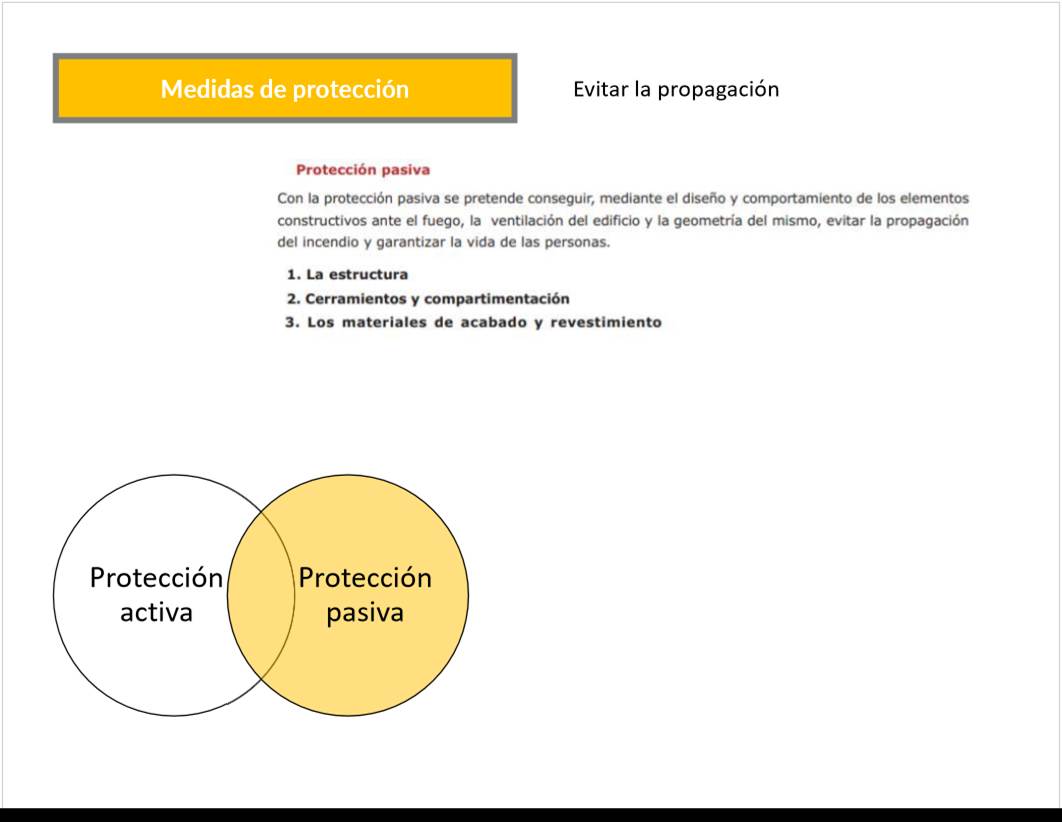 Medidas de protección
Evitar la propagación
Protección pasiva
Con la protección pasiva se pretende conseguir, mediante el diseño y comportamiento de los elementos
constructivos ante el fuego, la ventilación del edificio y la geometría del mismo, evitar la propagación
del incendio y garantizar la vida de las personas.
1. La estructura
2. Cerramientos y compartimentación
3. Los materiales de acabado y revestimiento
Protección
activa
Protección
pasiva